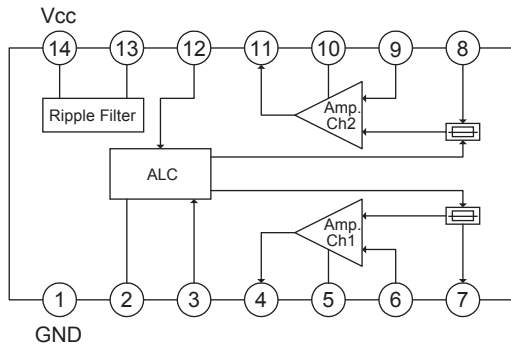 Vcc
14 13 12 11 10 9 8
Ripple Filter
Amp.
Ch2
ALC
Amp.
Ch1
1 2 3 4 5 6 7
GND